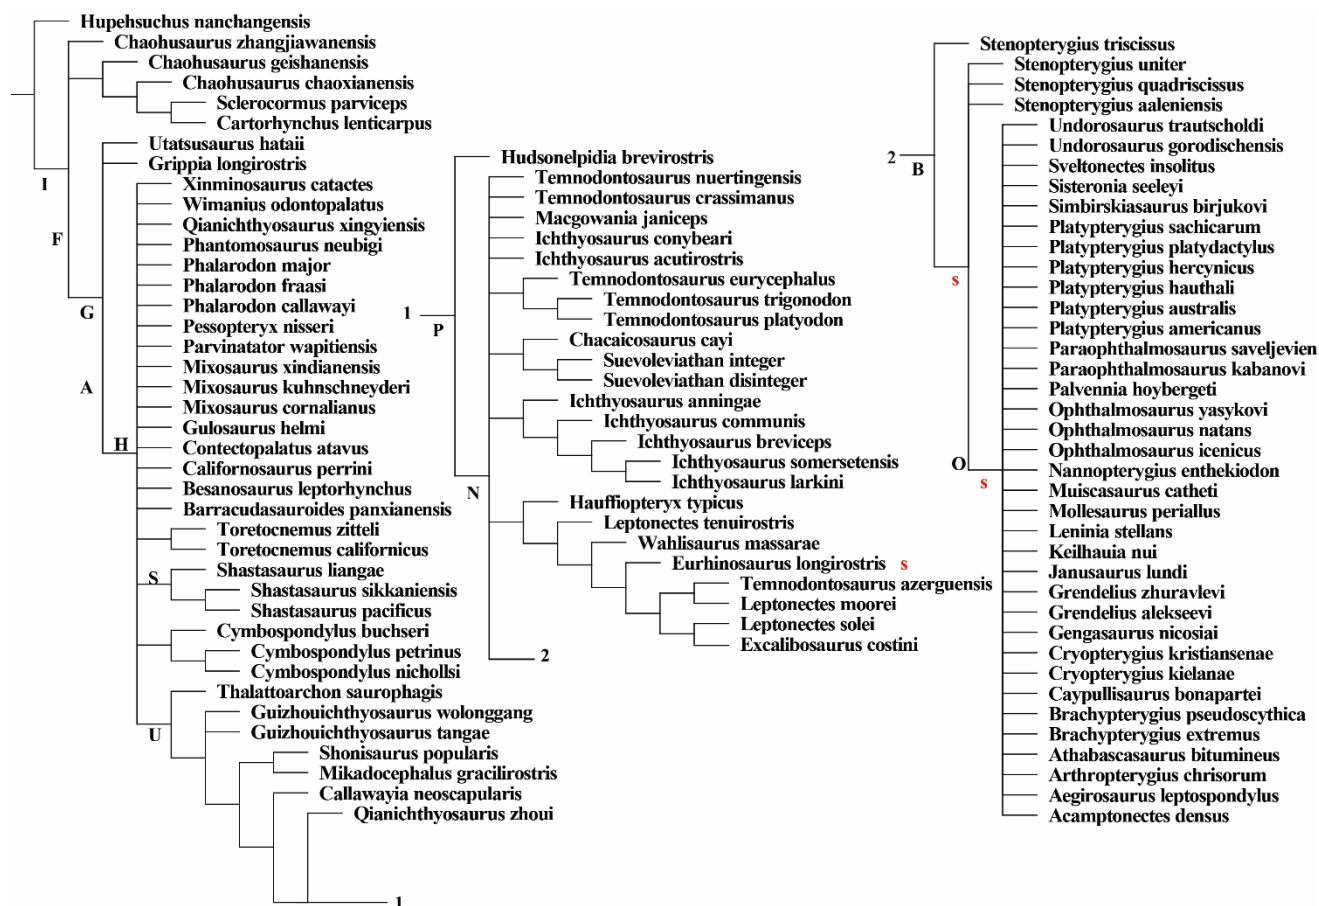 Hupehsuchus nanchangensis
Chaohusaurus zhangjiawanensis
Chaohusaurus geishanensis
Chaohusaurus chaoxianensis
Sclerocormus parviceps
Cartorhynchus lenticarpus
Utatsusaurus hataii
Grippia longirostris
I
Xinminosaurus catactes
Wimanius odontopalatus
Qianichthyosaurus xingyiensis
F
Phantomosaurus neubigi
Phalarodon major
Phalarodon fraasi
Phalarodon callawayi
G
Pessopteryx nisseri
Parvinatator wapitiensis
Mixosaurus xindianensis
A
Mixosaurus kuhnschneyderi
Mixosaurus cornalianus
Gulosaurus helmi
H
Contectopalatus atavus
Californosaurus perrini
Besanosaurus leptorhynchus
Barracudasauroides panxianensis
Toretocnemus zitteli
Toretocnemus californicus
S
Shastasaurus liangae
Shastasaurus sikkaniensis
Shastasaurus pacificus
Cymbospondylus buchseri
Cymbospondylus petrinus
Cymbospondylus nichollsi
Thalattoarchon saurophagis
Guizhouichthyosaurus wolonggang
U
Guizhouichthyosaurus tangae
Shonisaurus popularis
Mikadocephalus gracilirostris
Callawayia neoscapularis
Qianichthyosaurus zhoui
1
Hudsonelpidia brevirostris
Temnodontosaurus nuertingensis
Temnodontosaurus crassimanus
Macgowania janiceps
Ichthyosaurus conybeari
Ichthyosaurus acutirostris
Temnodontosaurus eurycephalus
Temnodontosaurus trigonodon
1
P
Temnodontosaurus platyodon
Chacaicosaurus cayi
Suevoleviathan integer
Suevoleviathan disinteger
Ichthyosaurus anningae
Ichthyosaurus communis
Ichthyosaurus breviceps
Ichthyosaurus somersetensis
Ichthyosaurus larkini
N
Hauffiopteryx typicus
Leptonectes tenuirostris
Wahlisaurus massarae
Eurhinosaurus longirostris s
Temnodontosaurus azerguensis
Leptonectes moorei
Leptonectes solei
Excalibosaurus costini
2
Stenopterygius triscissus
Stenopterygius uniter
Stenopterygius quadriscissus
Stenopterygius aaleniensis
Undorosaurus trautscholdi
Undorosaurus gorodischensis
2
B
Sveltonectes insolitus
Sisteronia seeleyi
Simbirskiasaurus birjukovi
Platypterygius sachicarum
Platypterygius platydactylus
Platypterygius hercynicus
s
Platypterygius hauthali
Platypterygius australis
Platypterygius americanus
Paraophthalmosaurus saveljevien
Paraophthalmosaurus kabanovi
Palvennia hoybergeti
Ophthalmosaurus yasykovi
Ophthalmosaurus natans
Ophthalmosaurus icenicus
O
Nannopterygius enthekiodon
s
Muiscasaurus catheti
Mollesaurus periallus
Leninia stellans
Keilhauia nui
Janusaurus lundi
Grendelius zhuravlevi
Grendelius alekseevi
Gengasaurus nicosiai
Cryopterygius kristiansenae
Cryopterygius kielanae
Caypullisaurus bonapartei
Brachypterygius pseudoscythica
Brachypterygius extremus
Athabascasaurus bitumineus
Arthropterygius chrisorum
Aegirosaurus leptospondylus
Acamptonectes densus